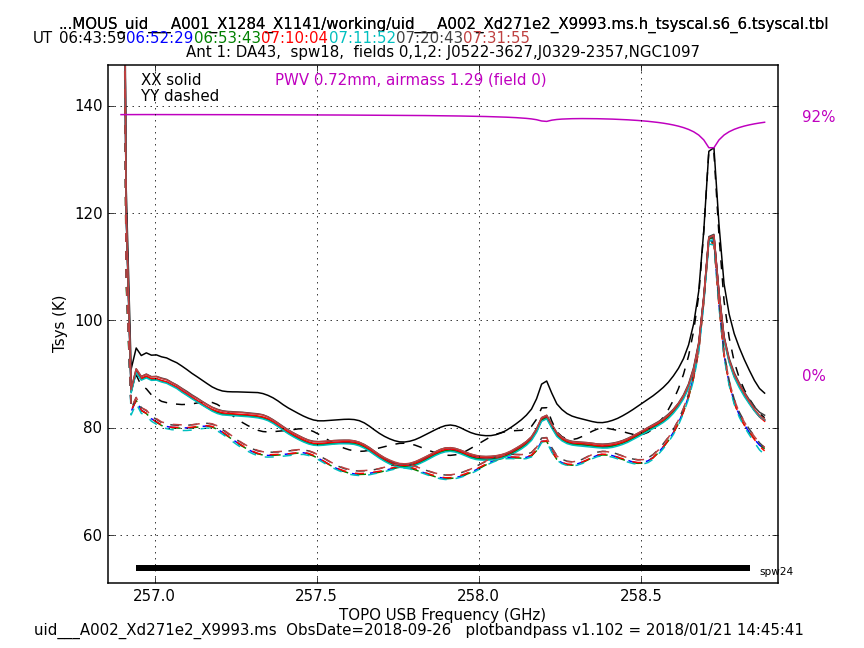 ...MOUS_uid___A001_X1284_X1141/working/uid___A002_Xd271e2_X9993.ms.h_tsyscal.s6_6.tsyscal.tbl
UT 06:43:59 06:52:29 06:53:43 07:10:04 07:11:52 07:20:43 07:31:55
Ant 1: DA43, spw18, fields 0,1,2: J0522-3627,J0329-2357,NGC1097
XX solid
YY dashed
PWV 0.72mm, airmass 1.29 (field 0)
92%
0%
140
120
100
80
60
Tsys (K)
spw24
257.0 257.5 258.0 258.5
TOPO USB Frequency (GHz)
uid___A002_Xd271e2_X9993.ms ObsDate=2018-09-26 plotbandpass v1.102 = 2018/01/21 14:45:41